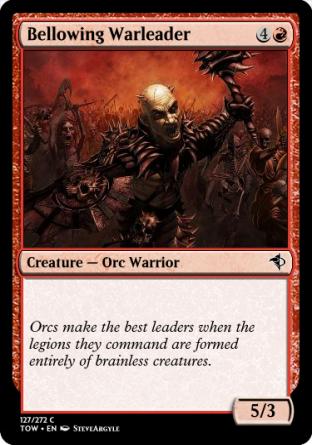 Bellowing Warleader 4
Creature — Orc Warrior
Orcs make the best leaders when the
legions they command are formed
entirely of brainless creatures.
5/3
127/272 C
TOW • EN SteveArgyle